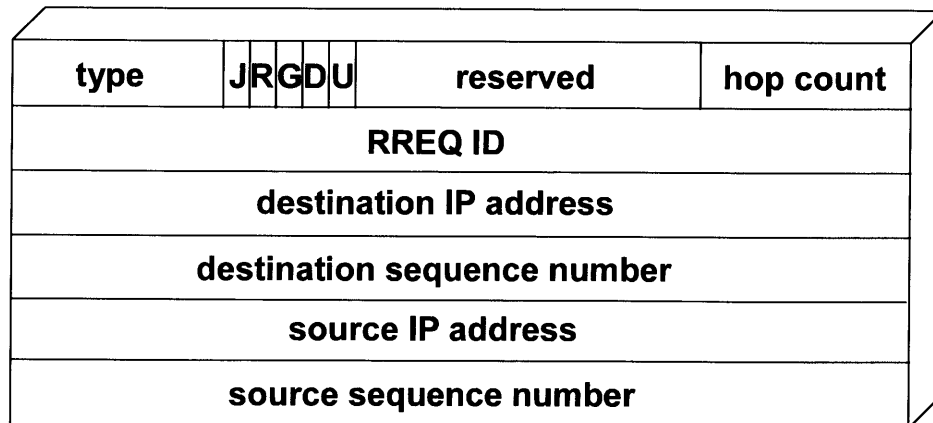 type J R G D U reserved hop count
RREQ ID
destination IP address
destination sequence number
source IP address
source sequence number